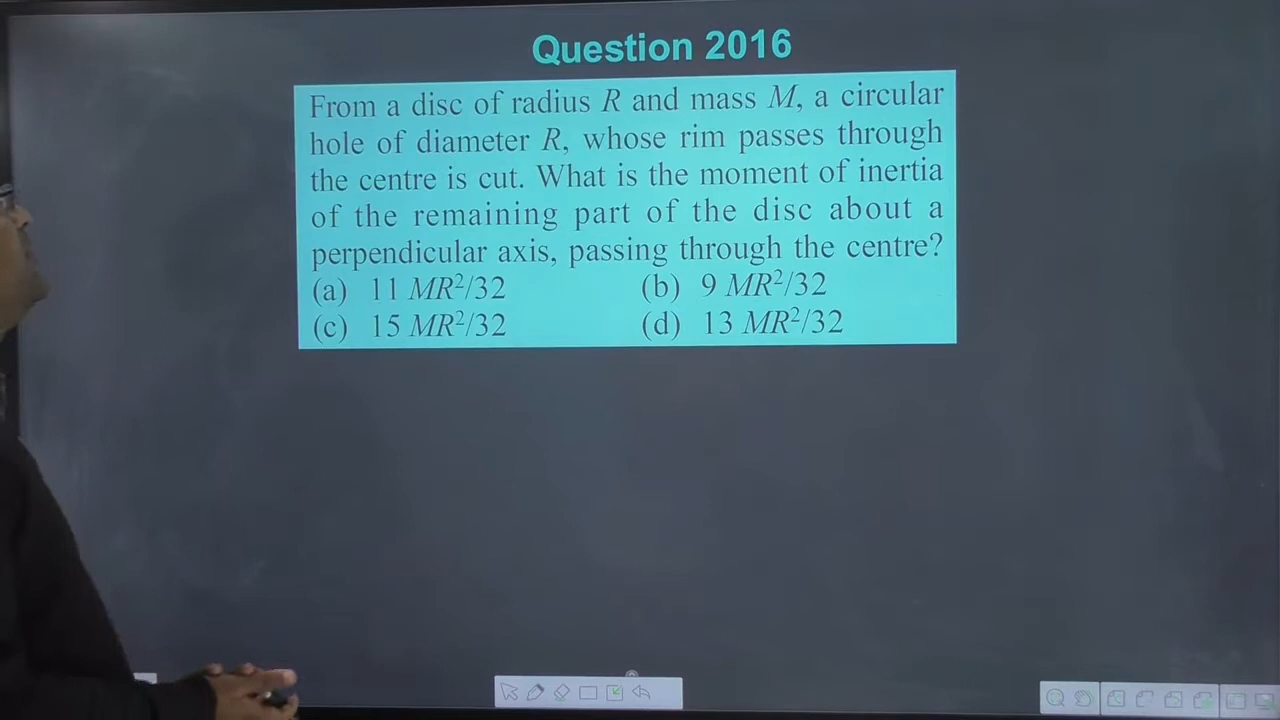 Question 2016
From a disc of radius R and mass M, a circular
hole of diameter R, whose rim passes through
the centre is cut. What is the moment of inertia
of the remaining part of the disc about a
perpendicular axis, passing through the centre?
(a) 11 MR²/32 (b) 9 MR²/32
(c) 15 MR²/32 (d) 13 MR²/32